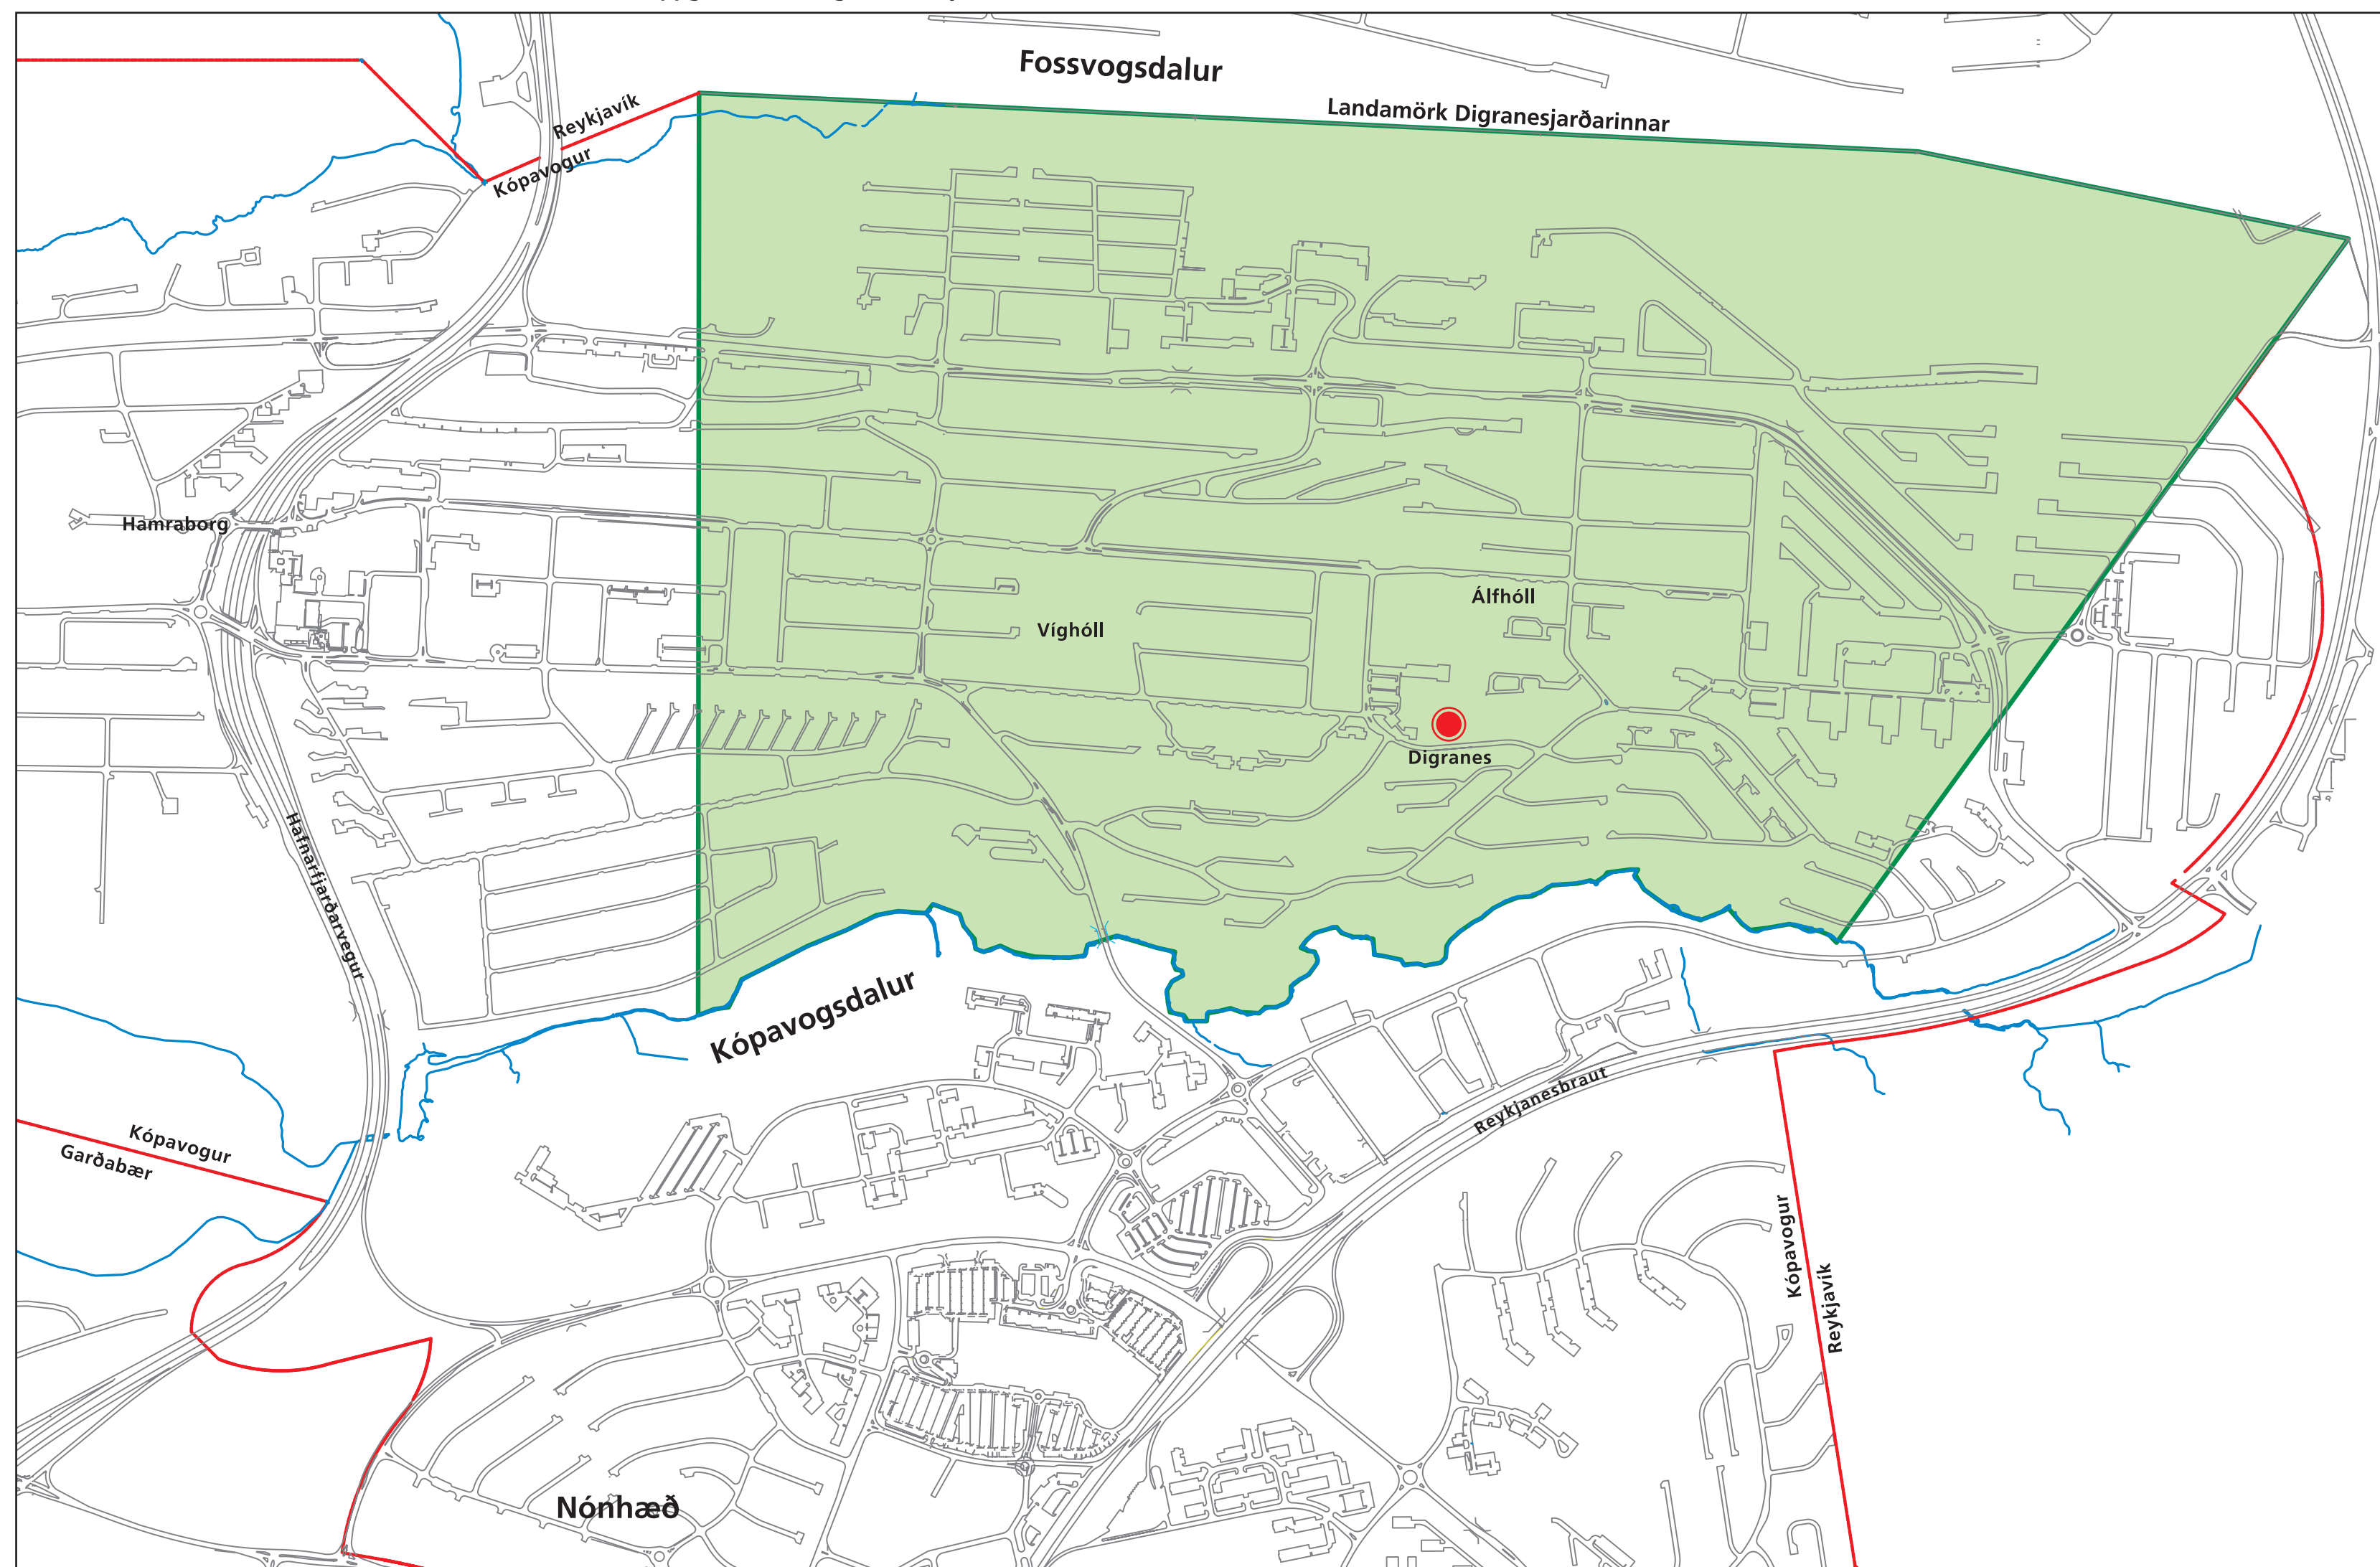 Fossvogsdalur
Landamörk Digranesjarðarinnar
Reykjavík
Kópavogur
Hamraborg
Álfhóll
Víghóll
Digranes
Hafnarfjarðarvegur
Kópavogsdalur
Reykjanesbraut
Kópavogur
Garðabær
Kópavogur
Reykjavík
Nónhæð